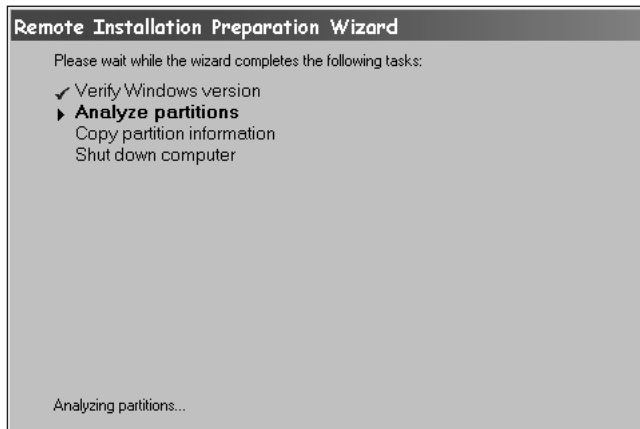 Remote Installation Preparation Wizard
Please wait while the wizard completes the following tasks:
Verify Windows version
Analyze partitions
Copy partition information
Shut down computer
Analyzing partitions...